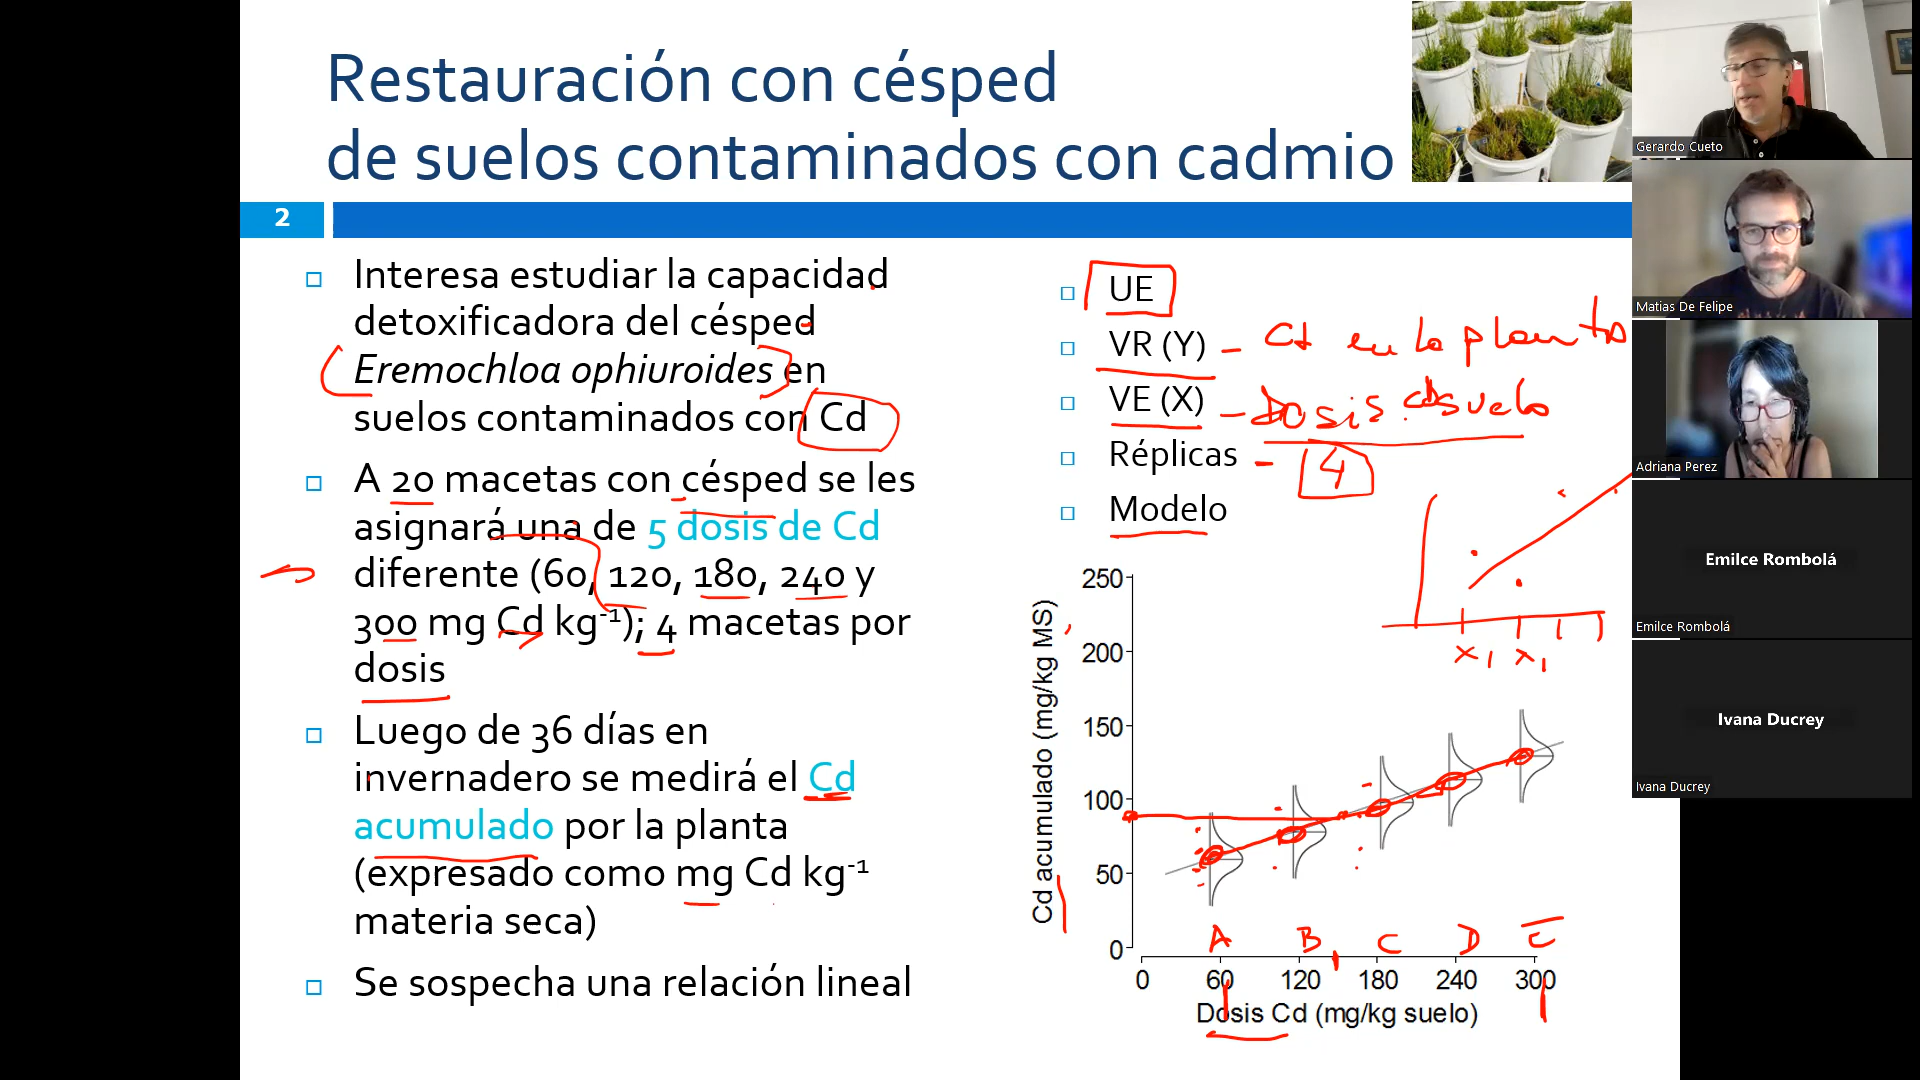 Restauración con césped
de suelos contaminados con cadmio
2
Interesa estudiar la capacidad
detoxificadora del césped
Eremochloa ophiuroides en
suelos contaminados con Cd
A 20 macetas con césped se les
asignará una de 5 dosis de Cd
diferente (60, 120, 180, 240 y
300 mg Cd kg⁻¹); 4 macetas por
dosis
Luego de 36 días en
invernadero se medirá el Cd
acumulado por la planta
(expresado como mg Cd kg⁻¹
materia seca)
Se sospecha una relación lineal
UE
VR (Y) - Cd en la planta
VE (X) - Dosis Cd suelo
Réplicas - 4
Modelo
X1 X1
Cd acumulado (mg/kg MS)
250
200
150
100
50
0
A B C D E
0 60 120 180 240 300
Dosis Cd (mg/kg suelo)
Gerardo Cueto
Matias De Felipe
Adriana Perez
Emilce Rombolá
Emilce Rombolá
Ivana Ducrey
Ivana Ducrey